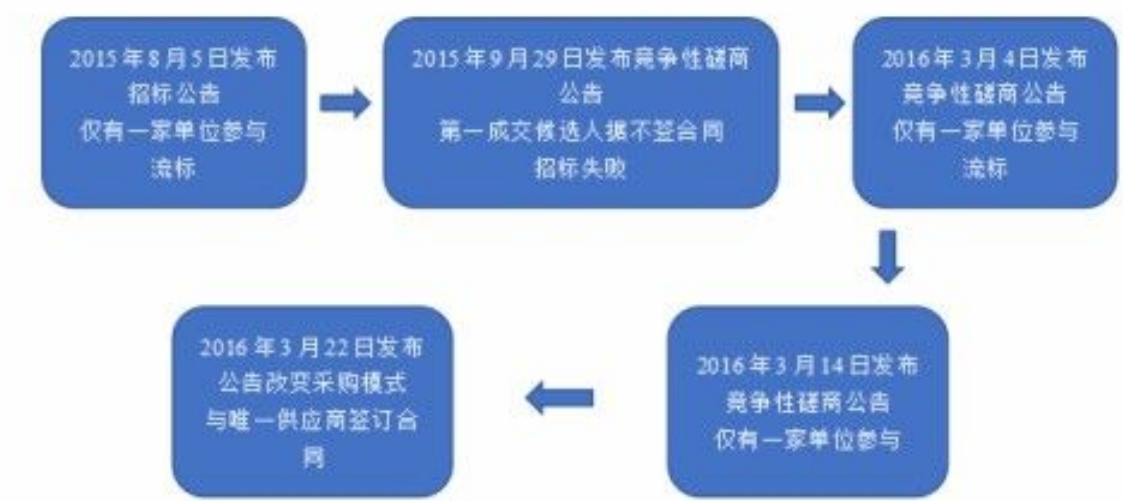 2015年8月5日发布
招标公告
仅有一家单位参与
流标
2015年9月29日发布竞争性磋商
公告
第一成交候选人据不签合同
招标失败
2016年3月4日发布
竞争性磋商公告
仅有一家单位参与
流标
2016年3月14日发布
竞争性磋商公告
仅有一家单位参与
2016年3月22日发布
公告改变采购模式
与唯一供应商签订合
同